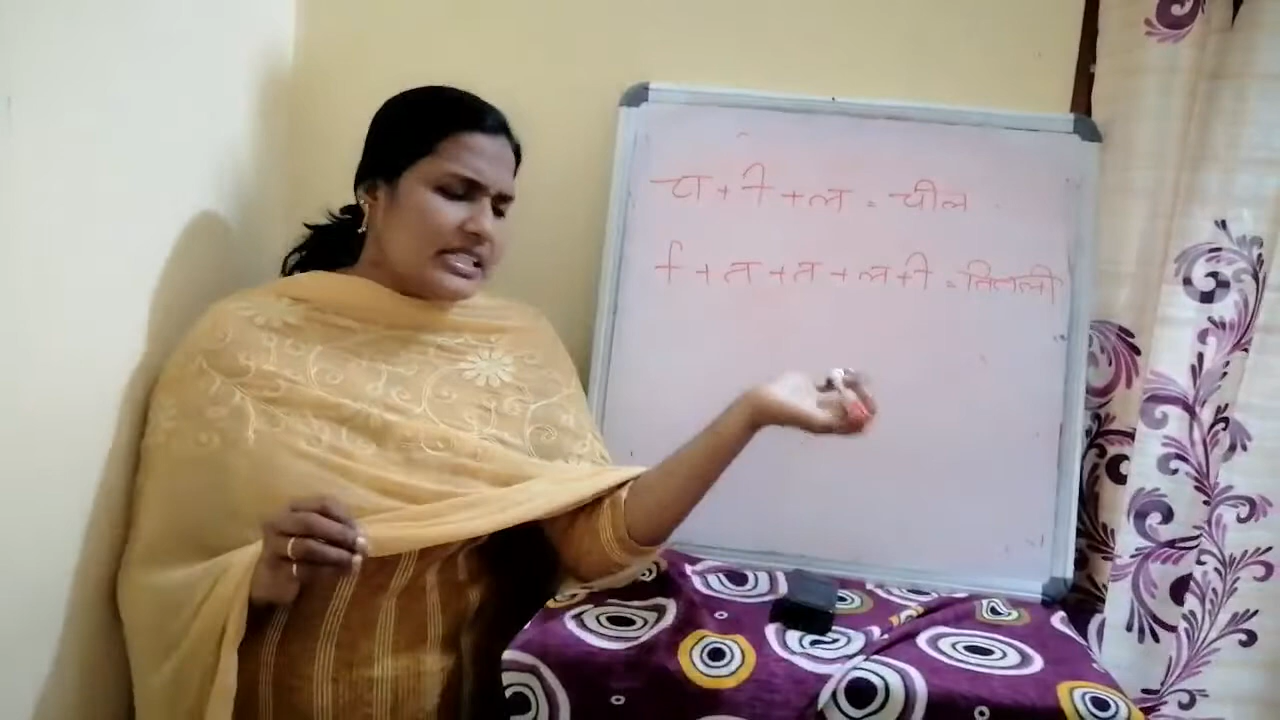 च + ी + ल = चील
ि + त + त + ल + ी = तितली